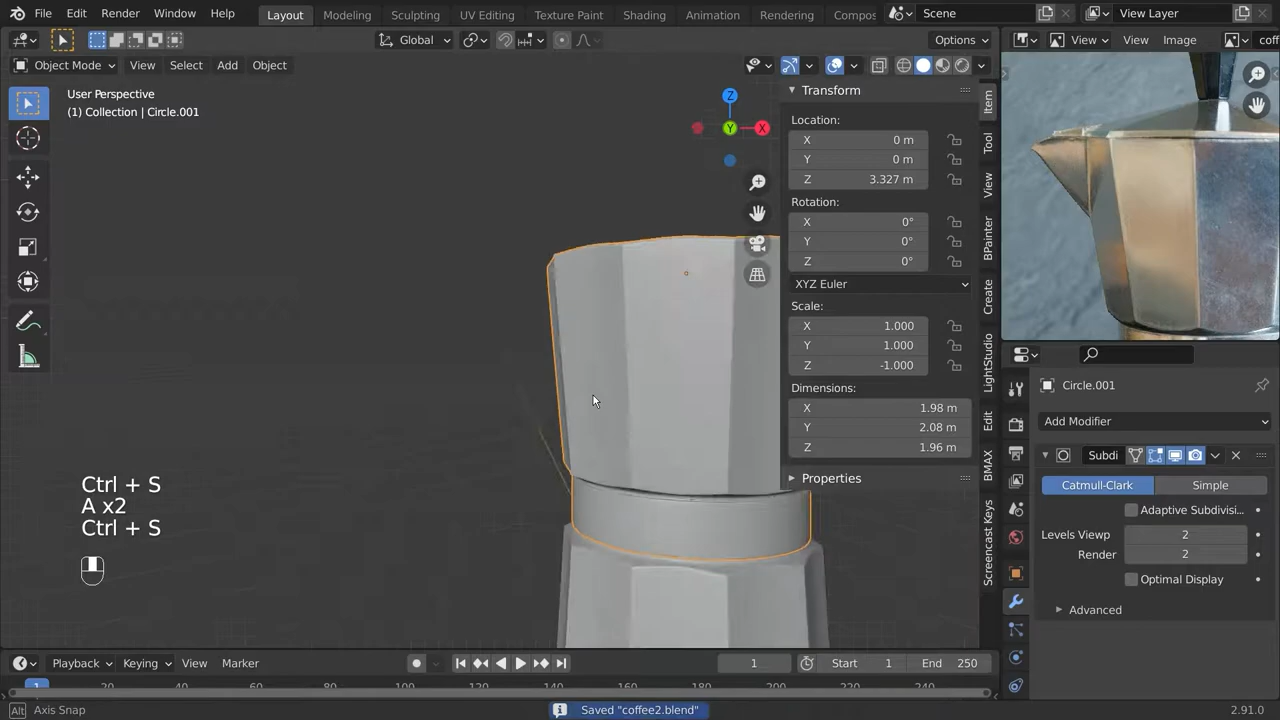 File Edit Render Window Help Layout Modeling Sculpting UV Editing Texture Paint Shading Animation Rendering Compos Scene View Layer
Global Options View View Image coff
Object Mode View Select Add Object
User Perspective
(1) Collection | Circle.001
Z
Y
X
Transform
Location:
X 0 m
Y 0 m
Z 3.327 m
Rotation:
X 0°
Y 0°
Z 0°
XYZ Euler
Scale:
X 1.000
Y 1.000
Z -1.000
Dimensions:
X 1.98 m
Y 2.08 m
Z 1.96 m
Properties
Item
Tool
View
BPainter
Create
LightStudio
Edit
BMAX
Screencast Keys
Circle.001
Add Modifier
Subdi
Catmull-Clark Simple
Adaptive Subdivisi...
Levels Viewp 2
Render 2
Optimal Display
Advanced
Ctrl + S
A x2
Ctrl + S
Playback Keying View Marker 1 Start 1 End 250
1 20 40 60 80 100 120 140 160 180 200 220 240
Alt Axis Snap Saved "coffee2.blend" 2.91.0